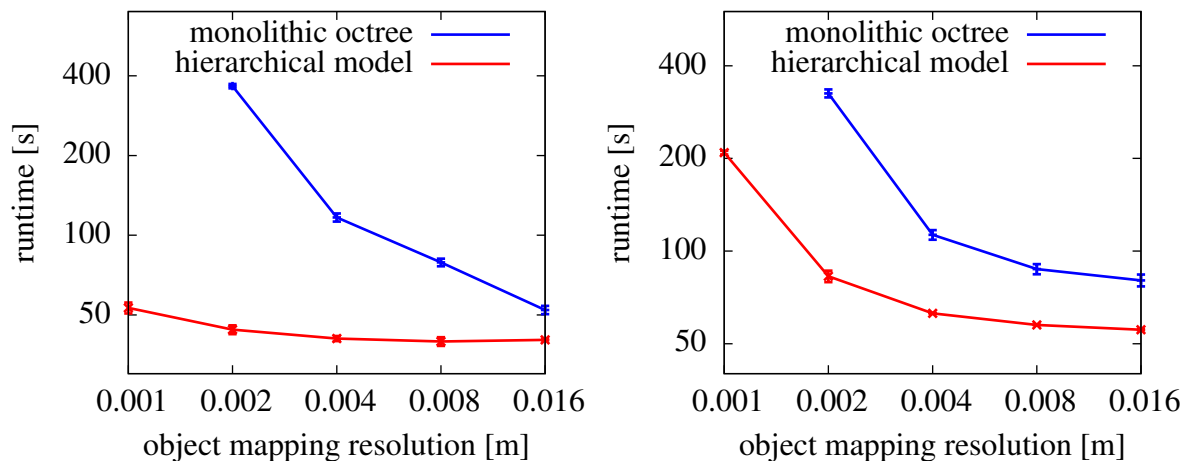 monolithic octree
hierarchical model
400
200
100
50
runtime [s]
0.001 0.002 0.004 0.008 0.016
object mapping resolution [m]
monolithic octree
hierarchical model
400
200
100
50
runtime [s]
0.001 0.002 0.004 0.008 0.016
object mapping resolution [m]